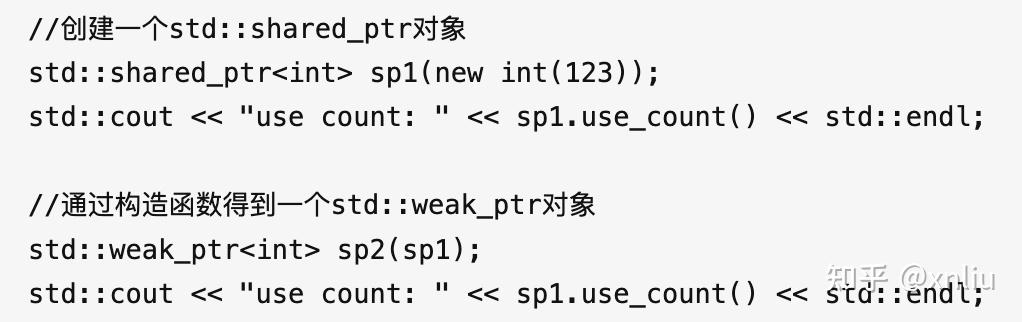 //创建一个std::shared_ptr对象
std::shared_ptr<int> sp1(new int(123));
std::cout << "use count: " << sp1.use_count() << std::endl;
//通过构造函数得到一个std::weak_ptr对象
std::weak_ptr<int> sp2(sp1);
std::cout << "use count: " << sp1.use_count() << std::endl;
知乎 @xnliu